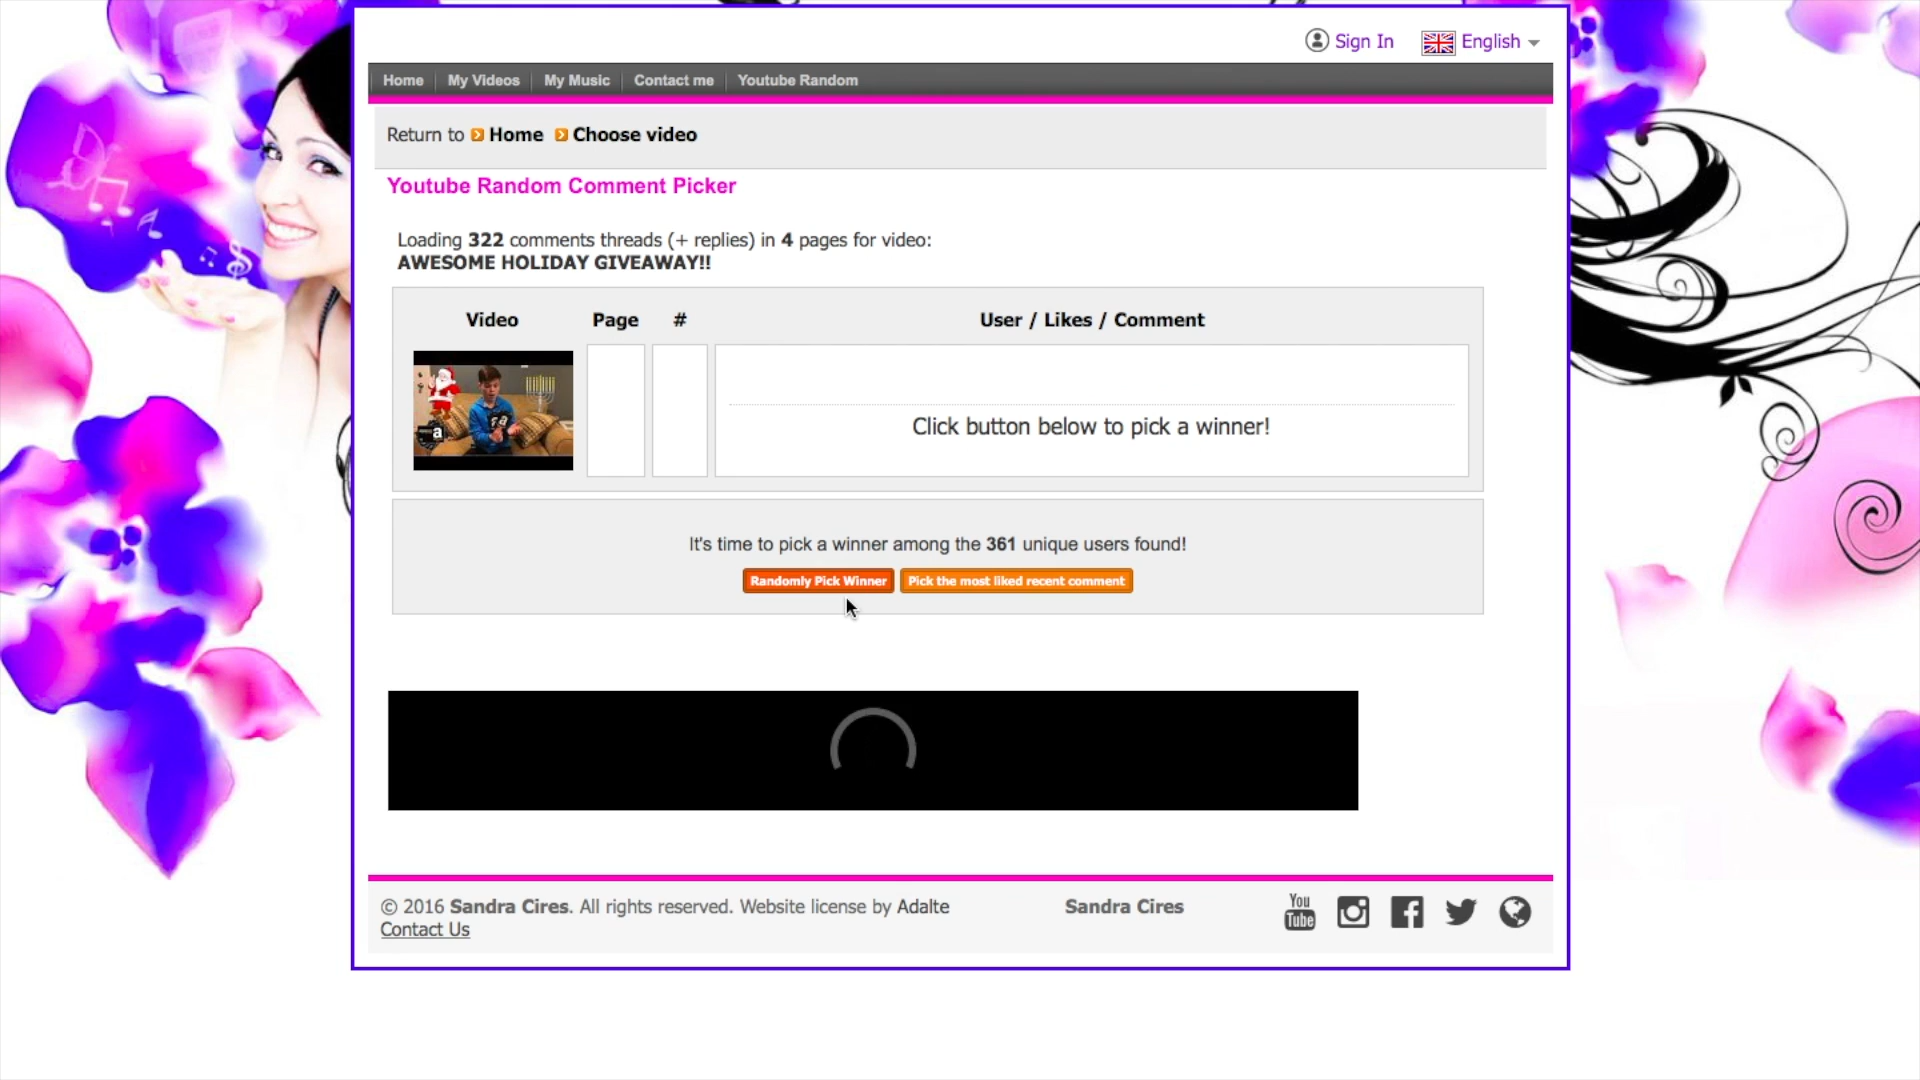 Sign In
English
Home
My Videos
My Music
Contact me
Youtube Random
Return to Home Choose video
Youtube Random Comment Picker
Loading 322 comments threads (+ replies) in 4 pages for video:
AWESOME HOLIDAY GIVEAWAY!!
Video
Page
#
User / Likes / Comment
a
Click button below to pick a winner!
It's time to pick a winner among the 361 unique users found!
Randomly Pick Winner
Pick the most liked recent comment
© 2016 Sandra Cires. All rights reserved. Website license by Adalte
Contact Us
Sandra Cires
You
Tube